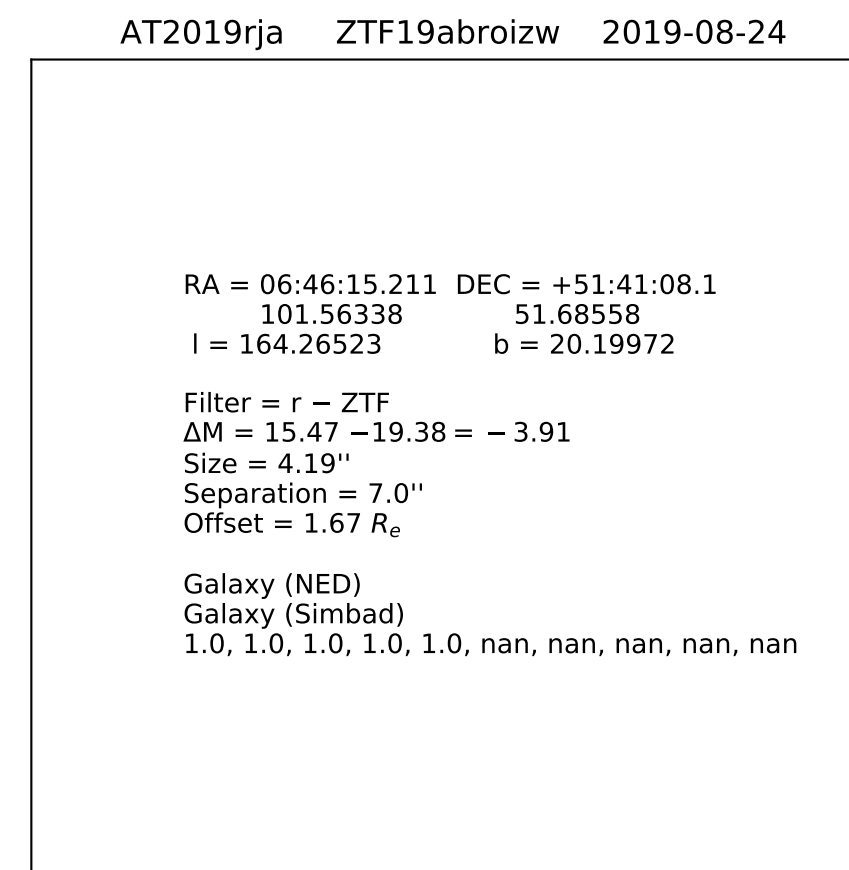 AT2019rja ZTF19abroizw 2019-08-24
RA = 06:46:15.211 DEC = +51:41:08.1
101.56338 51.68558
l = 164.26523 b = 20.19972
Filter = r − ZTF
ΔM = 15.47 −19.38 = − 3.91
Size = 4.19''
Separation = 7.0''
Offset = 1.67 Re
Galaxy (NED)
Galaxy (Simbad)
1.0, 1.0, 1.0, 1.0, 1.0, nan, nan, nan, nan, nan